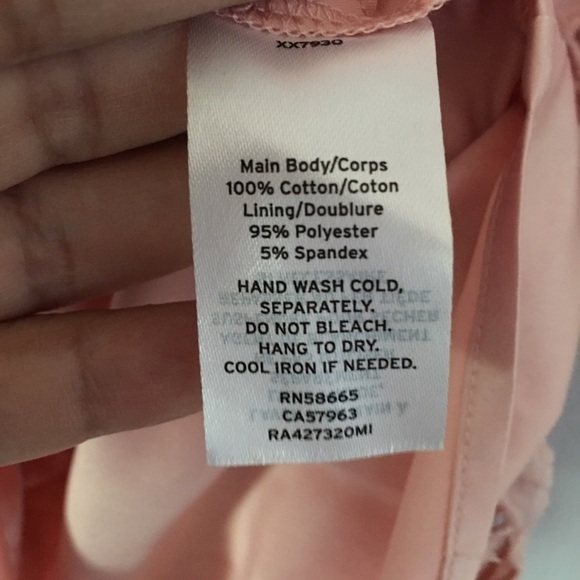 XX7930
Main Body/Corps
100% Cotton/Coton
Lining/Doublure
95% Polyester
5% Spandex
HAND WASH COLD,
SEPARATELY.
DO NOT BLEACH.
HANG TO DRY.
COOL IRON IF NEEDED.
RN58665
CA57963
RA427320MI